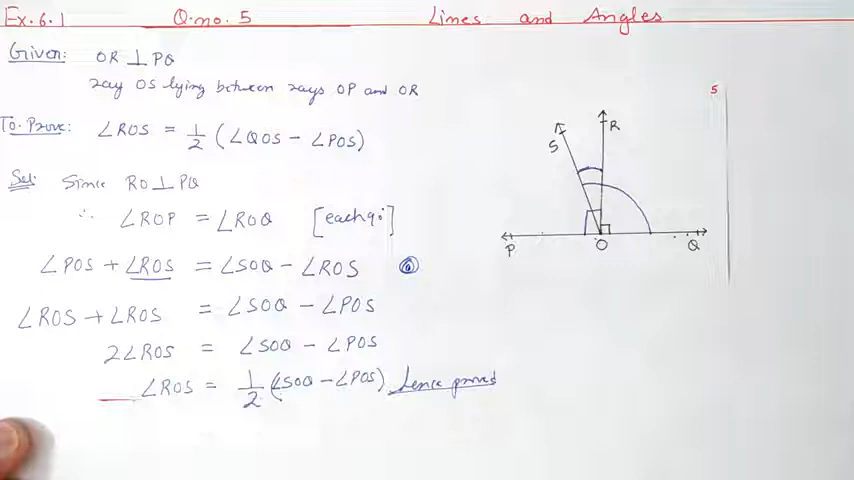 Ex.6.1 Q.no. 5 Lines and Angles
Given: OR ⊥ PQ
ray OS lying between rays OP and OR
To Prove: ∠ROS = 1/2 (∠QOS − ∠POS)
Sol: Since RO ⊥ PQ
∴ ∠ROP = ∠ROQ [each 90°]
∠POS + ∠ROS = ∠SOQ − ∠ROS
∠ROS + ∠ROS = ∠SOQ − ∠POS
2∠ROS = ∠SOQ − ∠POS
∠ROS = 1/2 (∠SOQ − ∠POS) Hence proved
5
R
S
P
O
Q